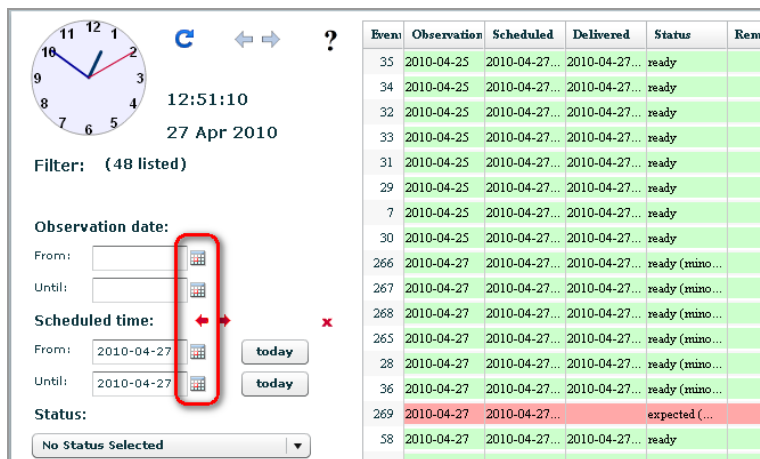 11 12 1
10 2
9 3
8 4
7 6 5
?
12:51:10
27 Apr 2010
Filter: (48 listed)
Observation date:
From:
Until:
Scheduled time: x
From: 2010-04-27 today
Until: 2010-04-27 today
Status:
No Status Selected
Observation Scheduled Delivered Status
35 2010-04-25 2010-04-27... 2010-04-27... ready
34 2010-04-25 2010-04-27... 2010-04-27... ready
32 2010-04-25 2010-04-27... 2010-04-27... ready
33 2010-04-25 2010-04-27... 2010-04-27... ready
31 2010-04-25 2010-04-27... 2010-04-27... ready
29 2010-04-25 2010-04-27... 2010-04-27... ready
7 2010-04-25 2010-04-27... 2010-04-27... ready
30 2010-04-25 2010-04-27... 2010-04-27... ready
266 2010-04-27 2010-04-27... 2010-04-27... ready (mino...
267 2010-04-27 2010-04-27... 2010-04-27... ready (mino...
268 2010-04-27 2010-04-27... 2010-04-27... ready (mino...
265 2010-04-27 2010-04-27... 2010-04-27... ready (mino...
28 2010-04-27 2010-04-27... 2010-04-27... ready (mino...
36 2010-04-27 2010-04-27... 2010-04-27... ready (mino...
269 2010-04-27 2010-04-27... expected (...
58 2010-04-27 2010-04-27... 2010-04-27... ready